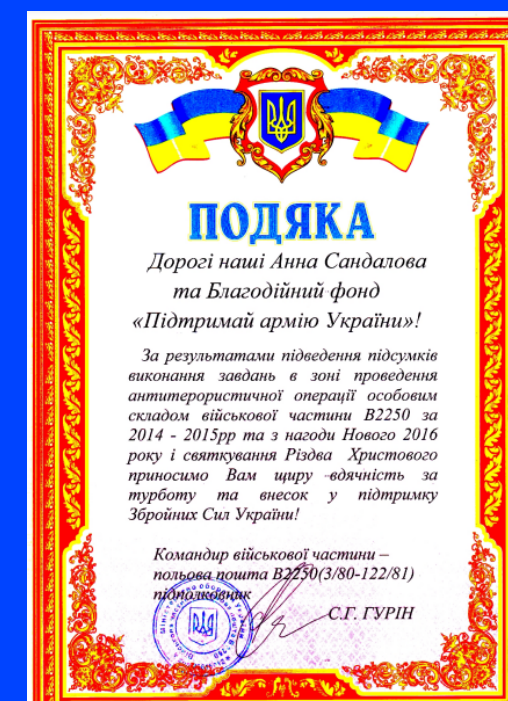 ПОДЯКА
Дорогі наші Анна Сандалова
та Благодійний фонд
«Підтримай армію України»!
За результатами підведення підсумків
виконання завдань в зоні проведення
антитерористичної операції особовим
складом військової частини В2250 за
2014 - 2015рр та з нагоди Нового 2016
року і святкування Різдва Христового
приносимо Вам щиру -вдячність за
турботу та внесок у підтримку
Збройних Сил України!
Командир військової частини –
польова пошта В2250(3/80-122/81)
підполковник
С.Г. ГУРІН